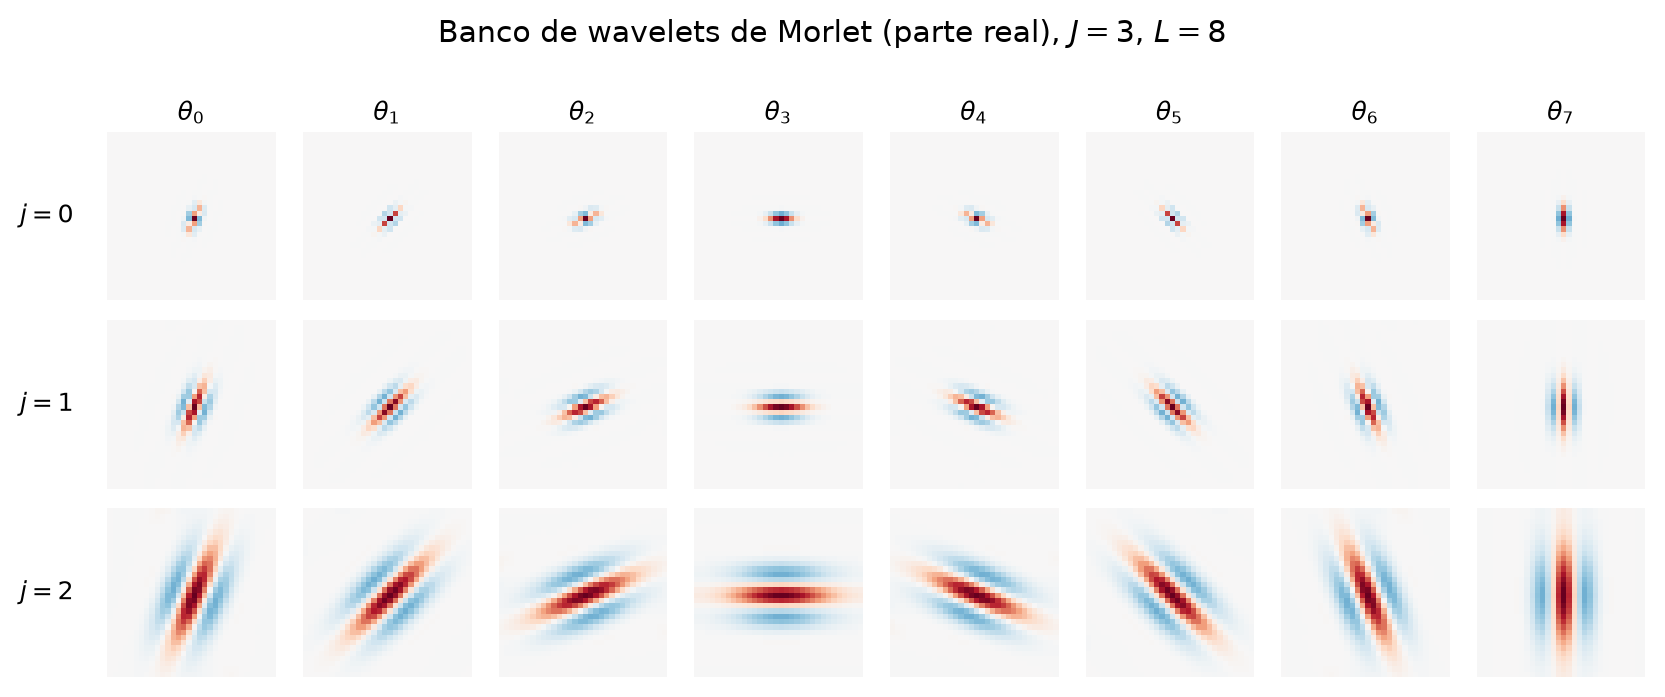 Banco de wavelets de Morlet (parte real), J = 3, L = 8
θ₀ θ₁ θ₂ θ₃ θ₄ θ₅ θ₆ θ₇
j = 0
j = 1
j = 2